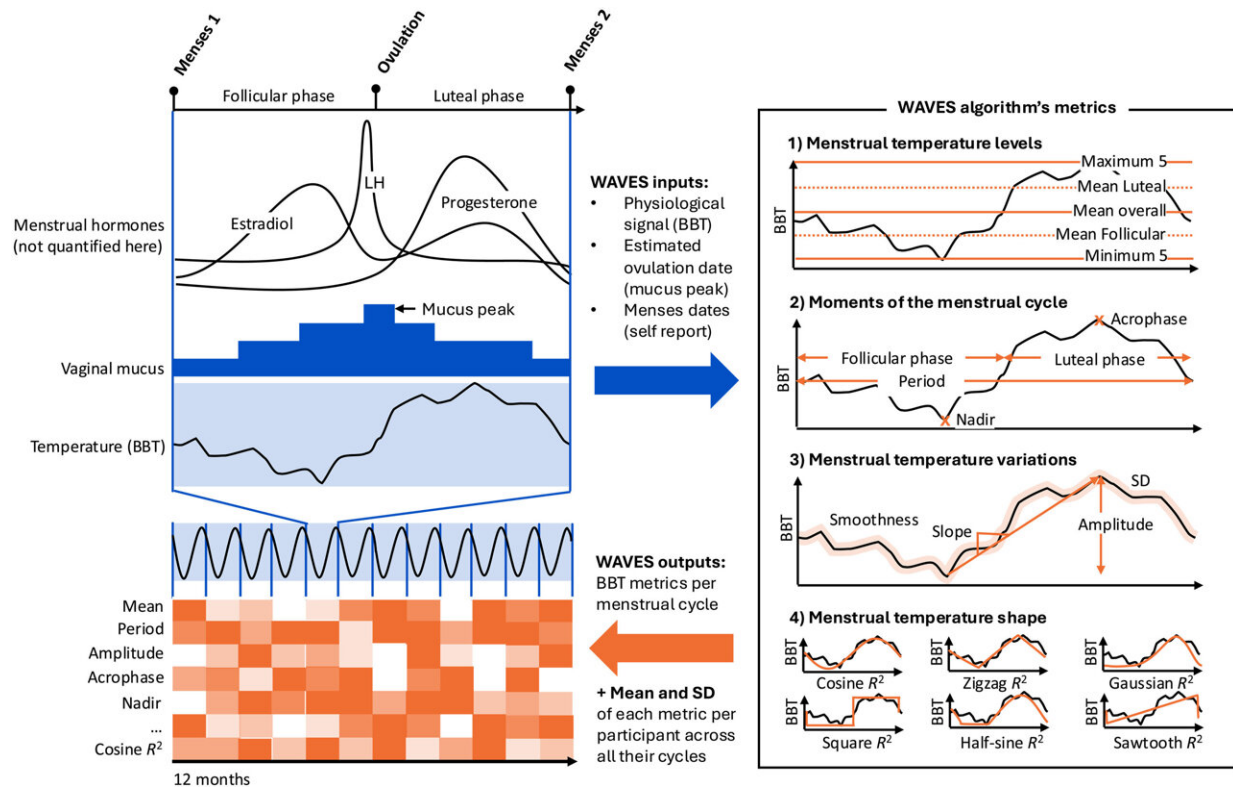 Menses 1
Ovulation
Menses 2
Follicular phase
Luteal phase
LH
Estradiol
Progesterone
Menstrual hormones
(not quantified here)
Mucus peak
Vaginal mucus
Temperature (BBT)
WAVES inputs:
• Physiological
signal (BBT)
• Estimated
ovulation date
(mucus peak)
• Menses dates
(self report)
WAVES outputs:
BBT metrics per
menstrual cycle
+ Mean and SD
of each metric per
participant across
all their cycles
Mean
Period
Amplitude
Acrophase
Nadir
...
Cosine R²
12 months
WAVES algorithm's metrics
1) Menstrual temperature levels
BBT
Maximum 5
Mean Luteal
Mean overall
Mean Follicular
Minimum 5
2) Moments of the menstrual cycle
BBT
Acrophase
Follicular phase
Luteal phase
Period
Nadir
3) Menstrual temperature variations
BBT
SD
Smoothness
Slope
Amplitude
4) Menstrual temperature shape
BBT
Cosine R²
BBT
Zigzag R²
BBT
Gaussian R²
BBT
Square R²
BBT
Half-sine R²
BBT
Sawtooth R²